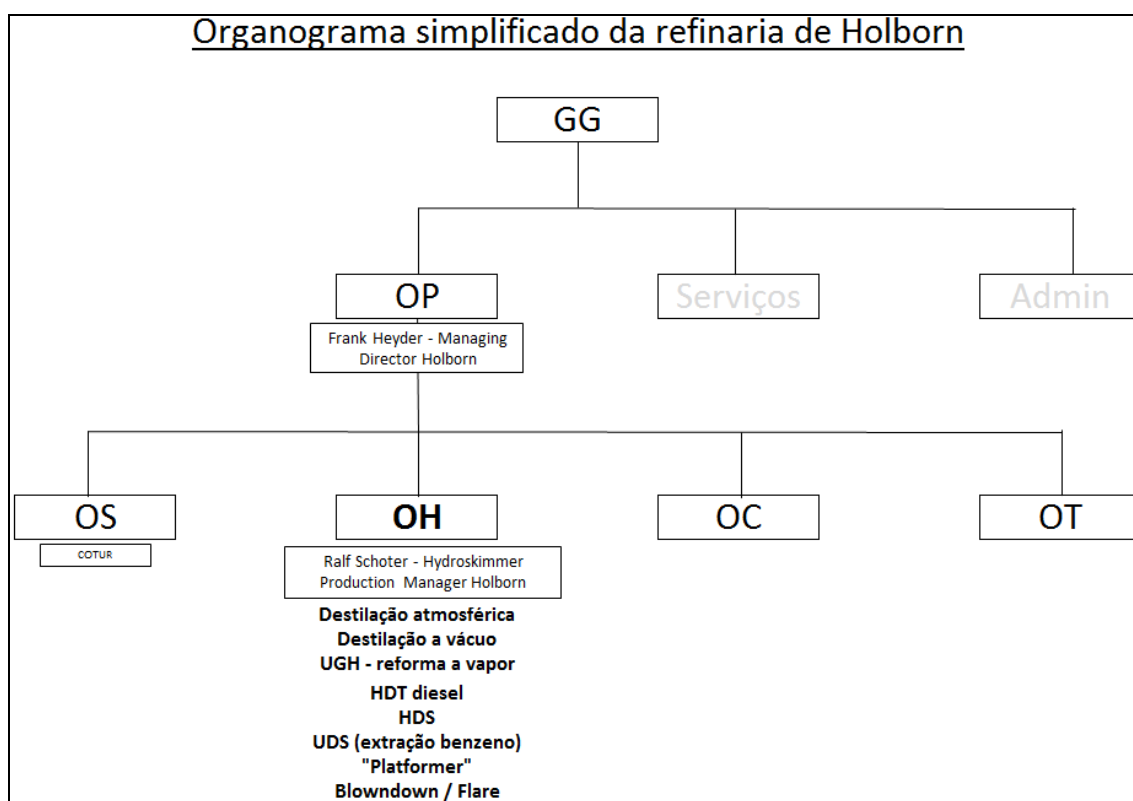 Organograma simplificado da refinaria de Holborn
GG
OP
Serviços
Admin
Frank Heyder - Managing
Director Holborn
OS
OH
OC
OT
COTUR
Ralf Schoter - Hydroskimmer
Production Manager Holborn
Destilação atmosférica
Destilação a vácuo
UGH - reforma a vapor
HDT diesel
HDS
UDS (extração benzeno)
"Platformer"
Blowndown / Flare